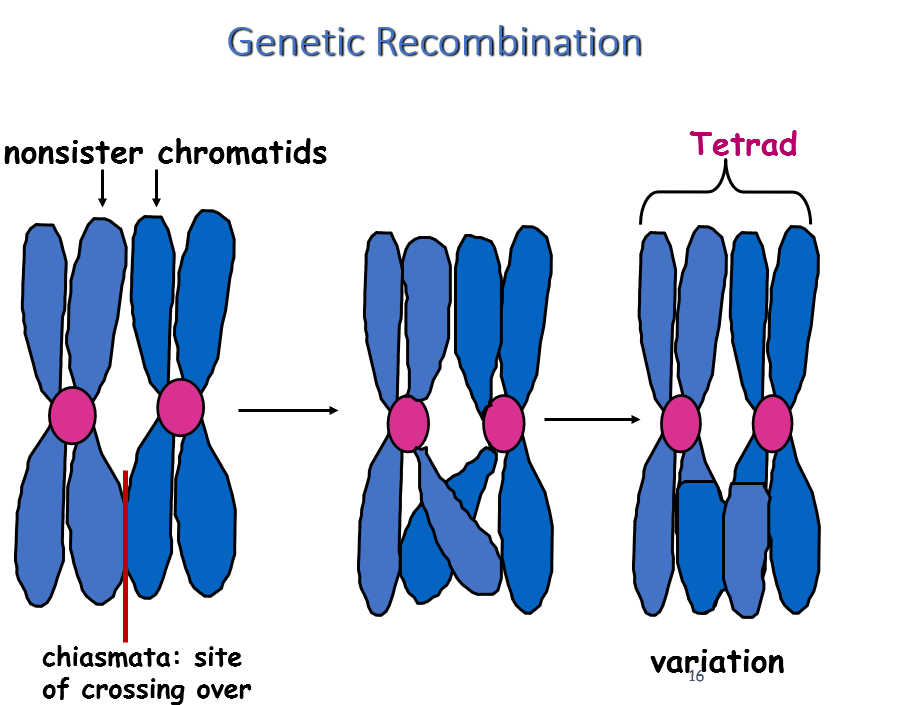 Genetic Recombination
nonsister chromatids
Tetrad
chiasmata: site
of crossing over
variation
16